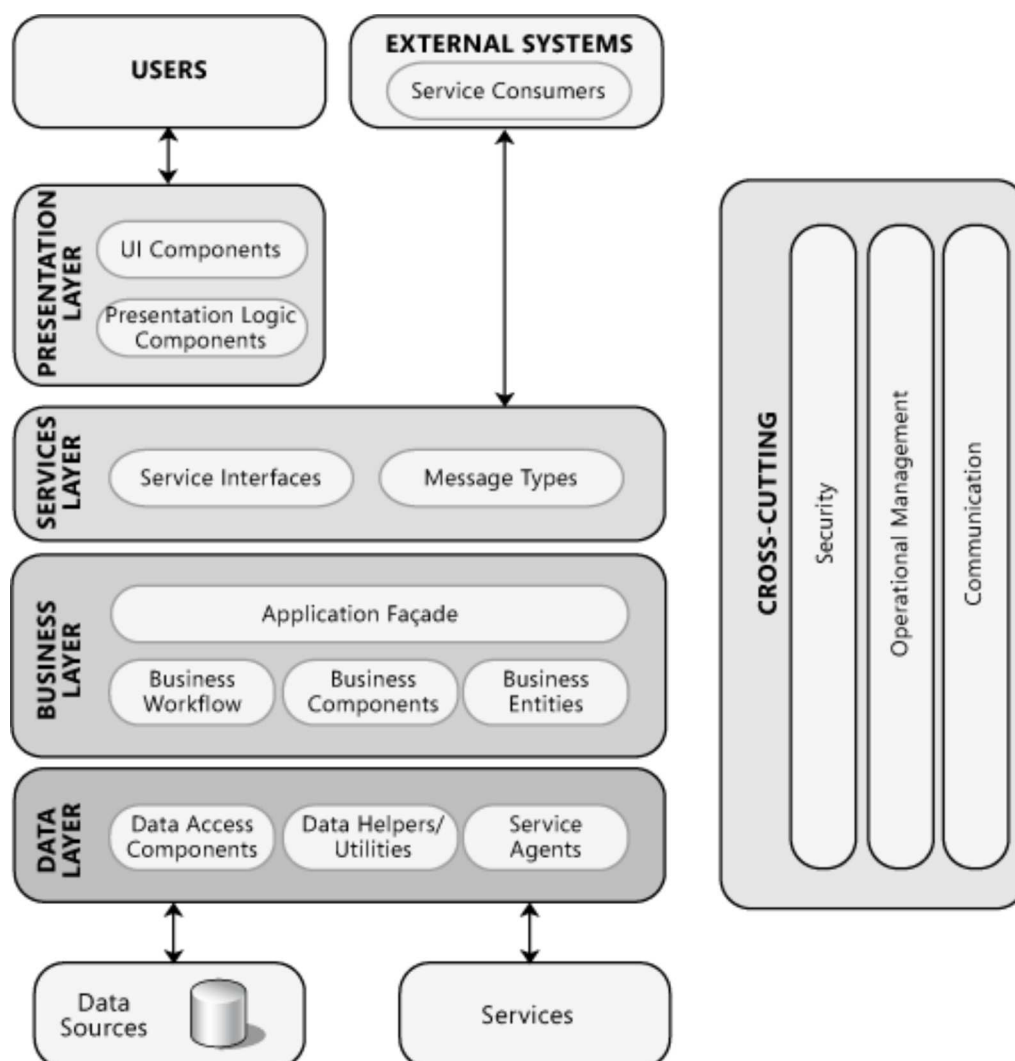 USERS
EXTERNAL SYSTEMS
Service Consumers
PRESENTATION
LAYER
UI Components
Presentation Logic
Components
SERVICES
LAYER
Service Interfaces
Message Types
BUSINESS
LAYER
Application Façade
Business
Workflow
Business
Components
Business
Entities
DATA
LAYER
Data Access
Components
Data Helpers/
Utilities
Service
Agents
Data
Sources
Services
CROSS-CUTTING
Security
Operational Management
Communication